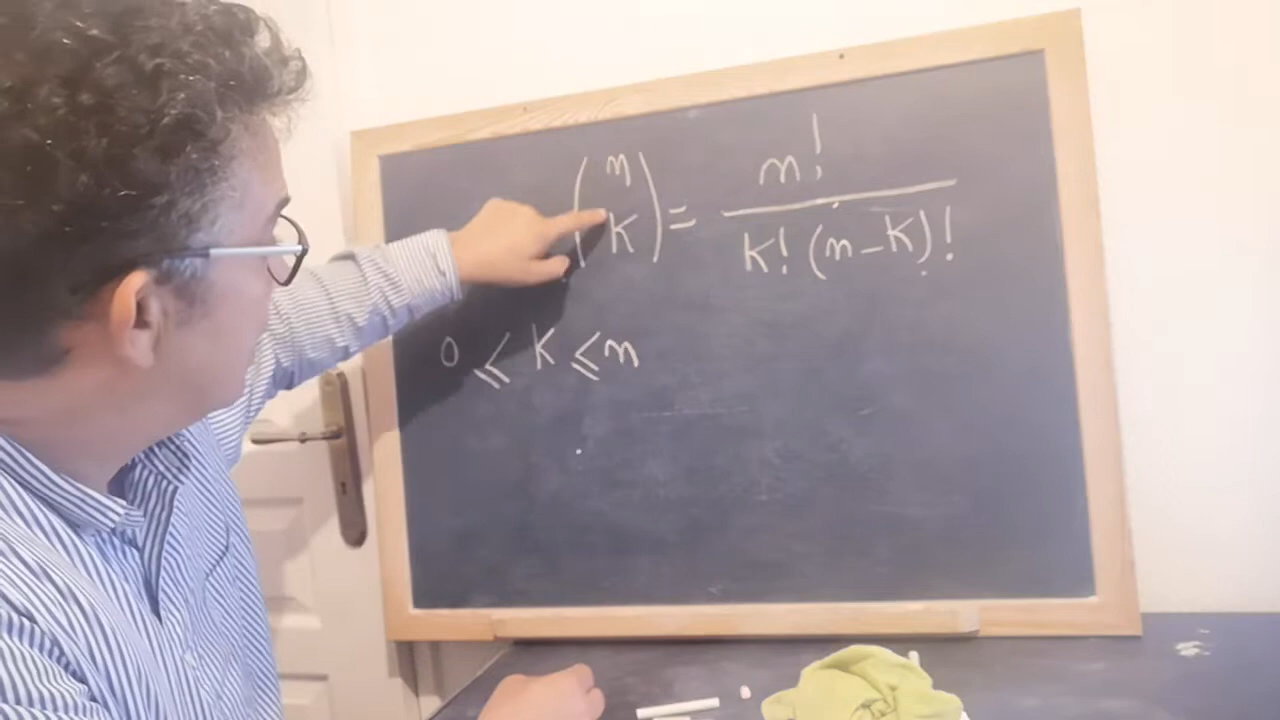 (n k) = n! / k! (n-k)!
0 ≤ k ≤ n